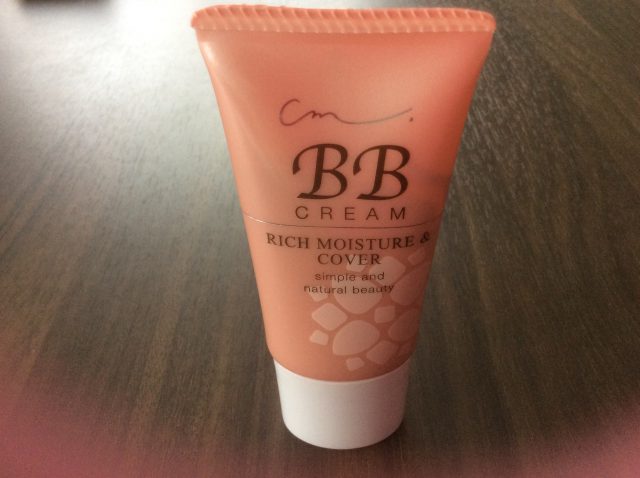 cm.
BB
CREAM
RICH MOISTURE &
COVER
simple and
natural beauty